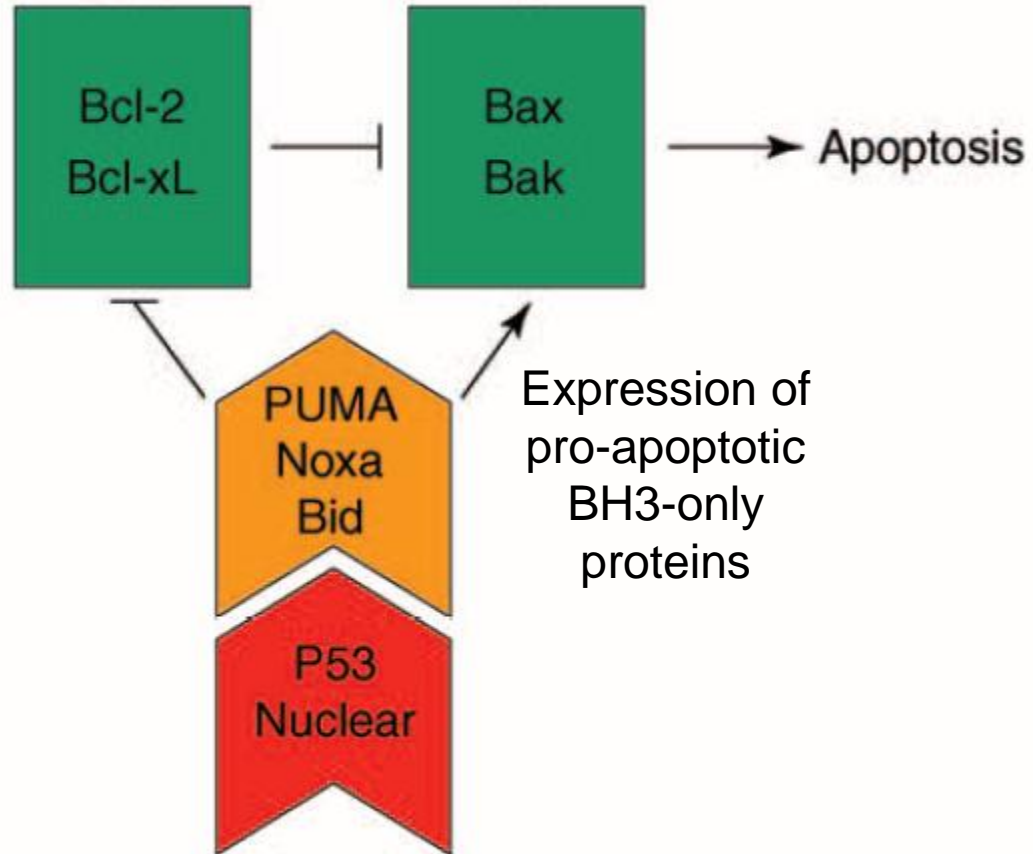 Bcl-2
Bcl-xL
Bax
Bak
Apoptosis
PUMA
Noxa
Bid
Expression of
pro-apoptotic
BH3-only
proteins
P53
Nuclear